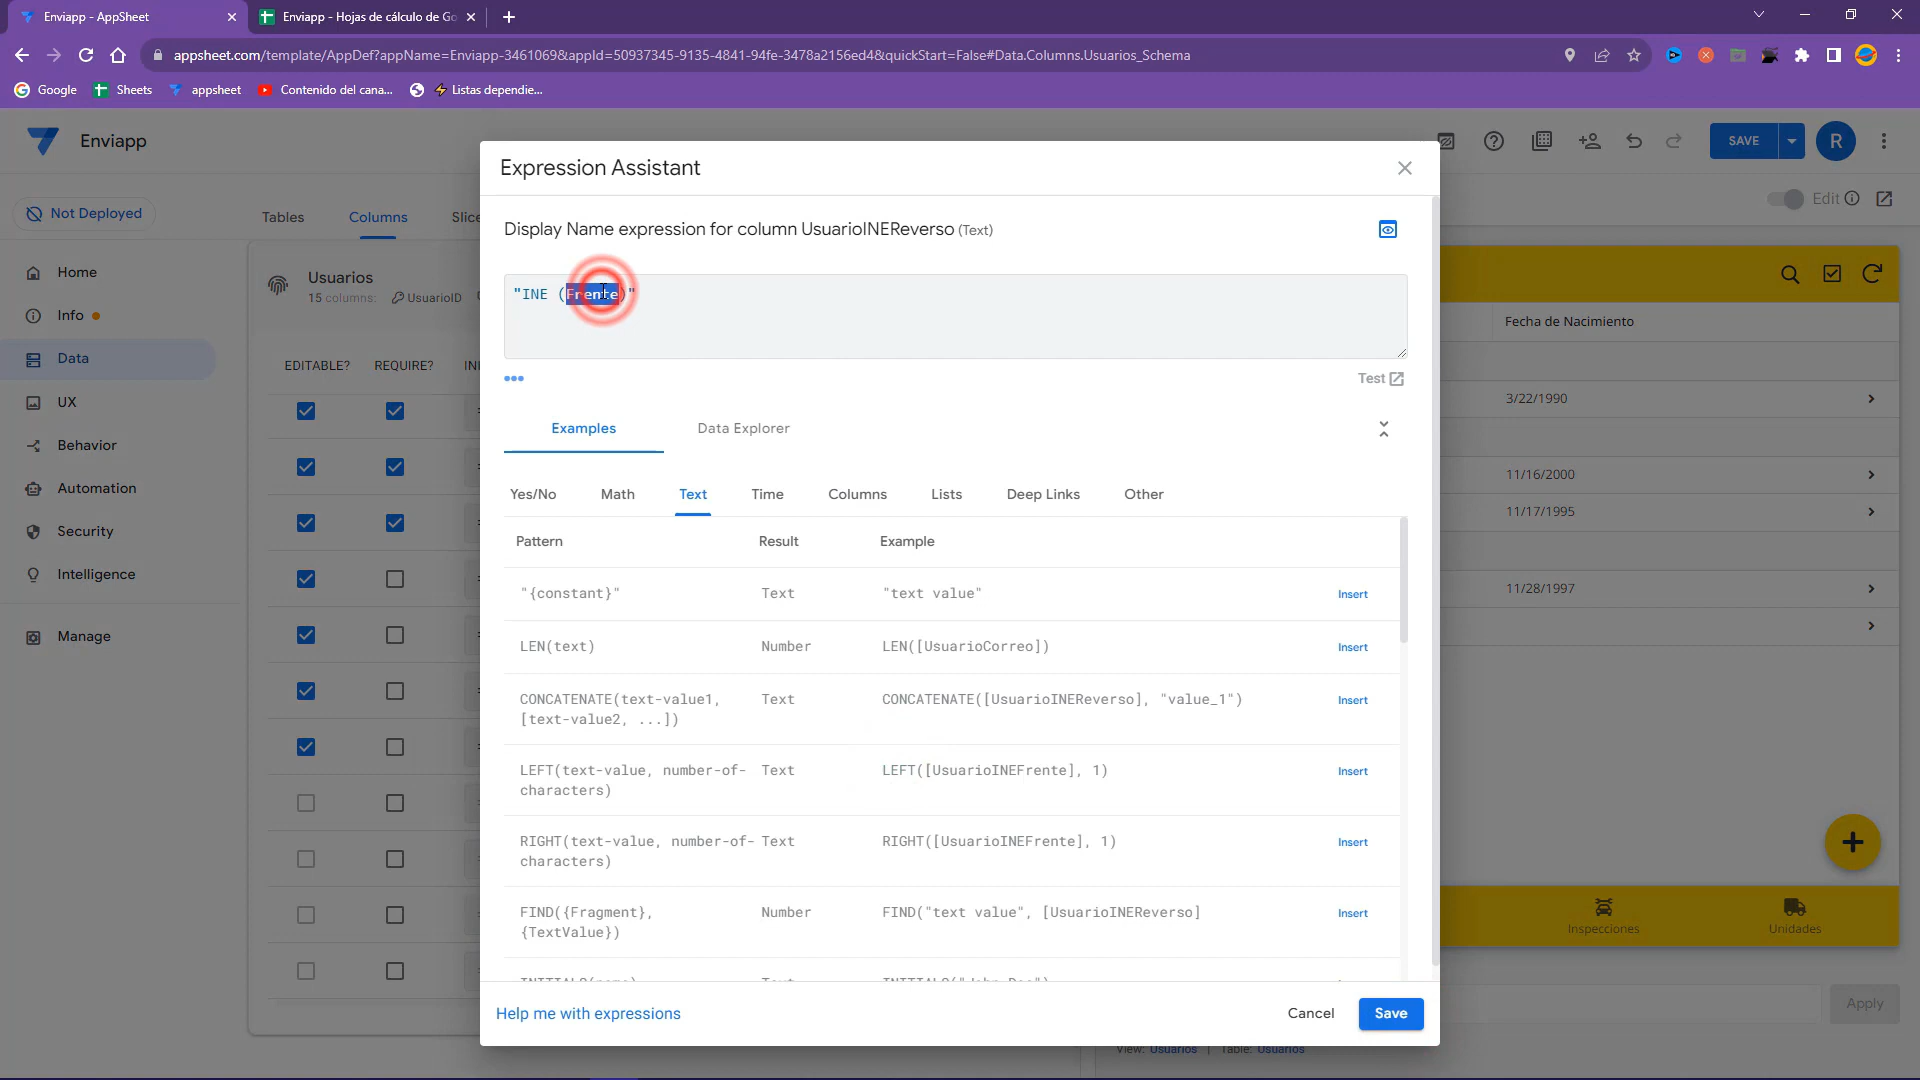 Enviapp - AppSheet
Enviapp - Hojas de cálculo de Go
appsheet.com/template/AppDef?appName=Enviapp-3461069&appId=50937345-9135-4841-94fe-3478a2156ed4&quickStart=False#Data.Columns.Usuarios_Schema
Google
Sheets
appsheet
Contenido del cana...
Listas dependie...
Enviapp
SAVE
R
Not Deployed
Tables
Columns
Slice
Edit
Home
Info
Data
UX
Behavior
Automation
Security
Intelligence
Manage
Usuarios
15 columns:
UsuarioID
EDITABLE?
REQUIRE?
Expression Assistant
Display Name expression for column UsuarioINEReverso (Text)
"INE (Frente)"
Test
Examples
Data Explorer
Yes/No
Math
Text
Time
Columns
Lists
Deep Links
Other
Pattern
Result
Example
"{constant}"
Text
"text value"
Insert
LEN(text)
Number
LEN([UsuarioCorreo])
Insert
CONCATENATE(text-value1,
[text-value2, ...])
Text
CONCATENATE([UsuarioINEReverso], "value_1")
Insert
LEFT(text-value, number-of-
characters)
Text
LEFT([UsuarioINEFrente], 1)
Insert
RIGHT(text-value, number-of-
characters)
Text
RIGHT([UsuarioINEFrente], 1)
Insert
FIND({Fragment},
{TextValue})
Number
FIND("text value", [UsuarioINEReverso]
Insert
Help me with expressions
Cancel
Save
Fecha de Nacimiento
3/22/1990
11/16/2000
11/17/1995
11/28/1997
Inspecciones
Unidades
Apply
View: Usuarios | Table: Usuarios